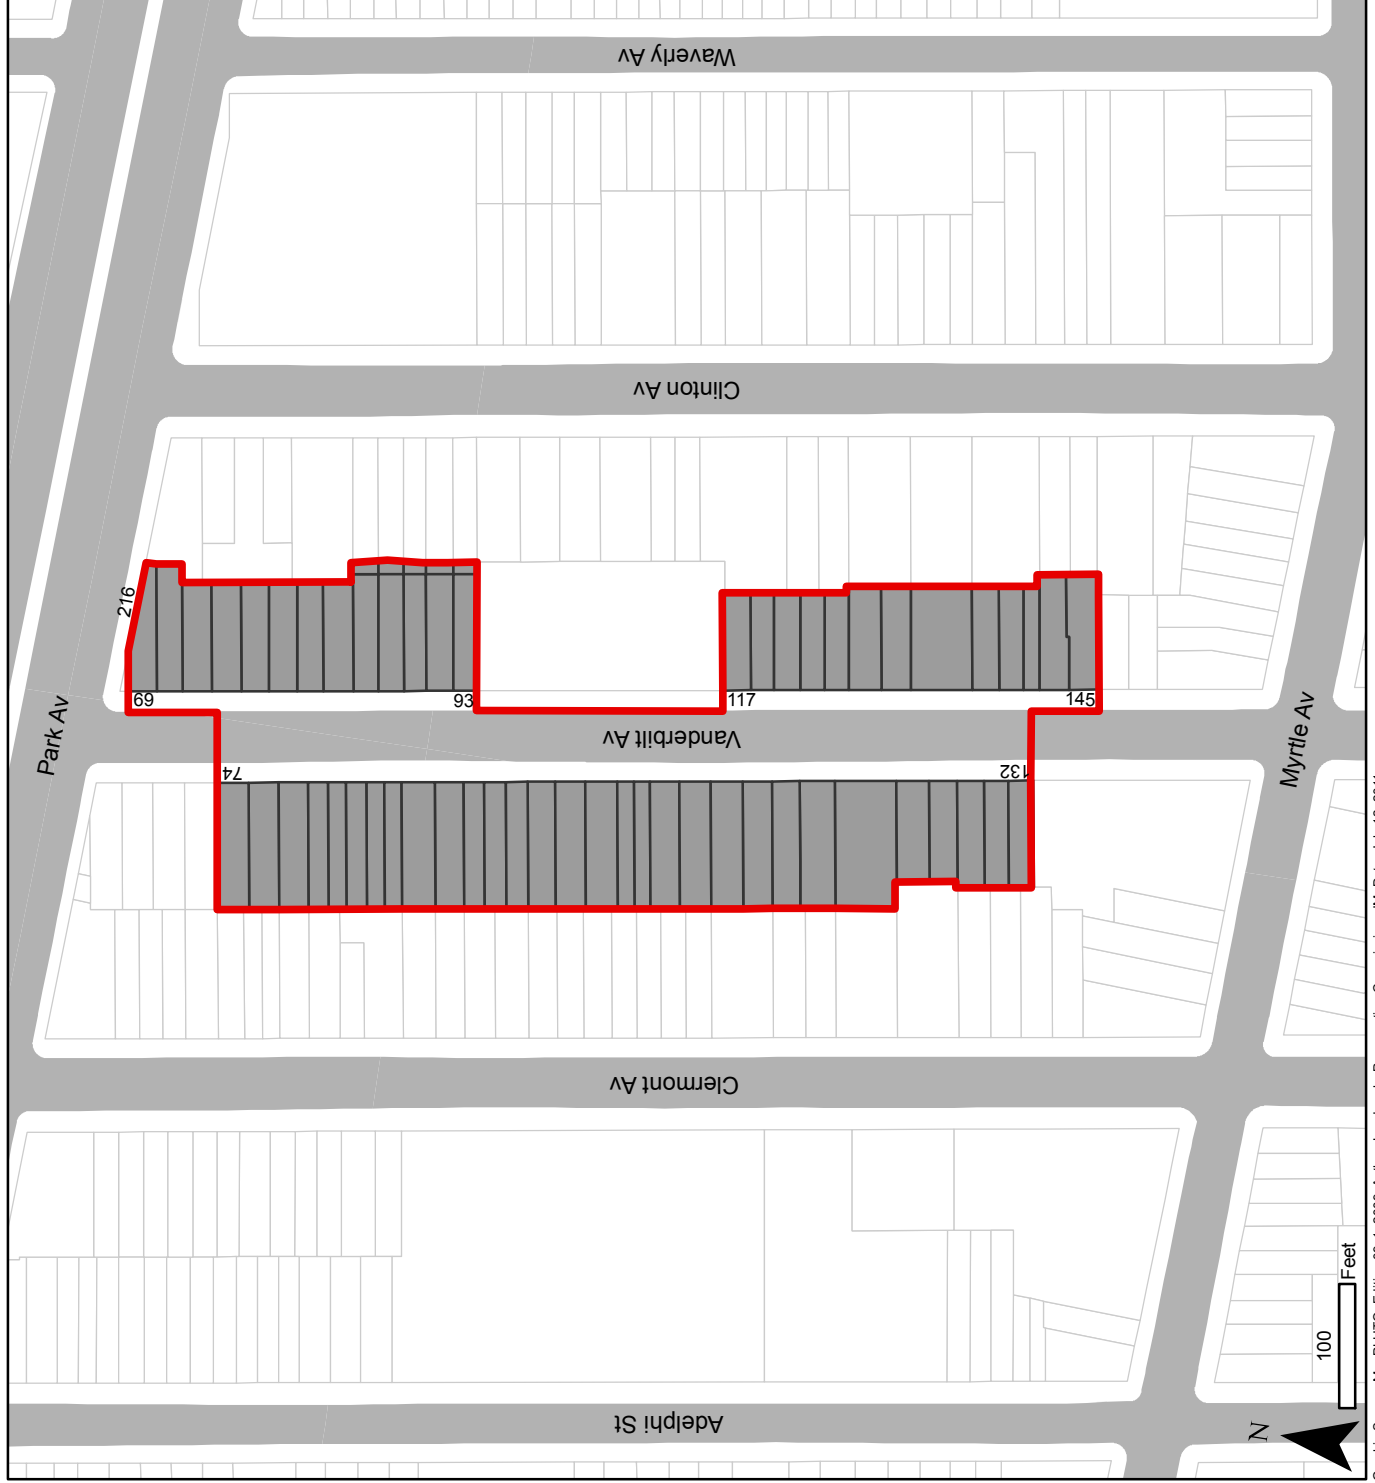 Waverly Av
Clinton Av
216
Park Av
69
93
117
145
Vanderbilt Av
Myrtle Av
74
132
Clermont Av
Adelphi St
N
100
Feet